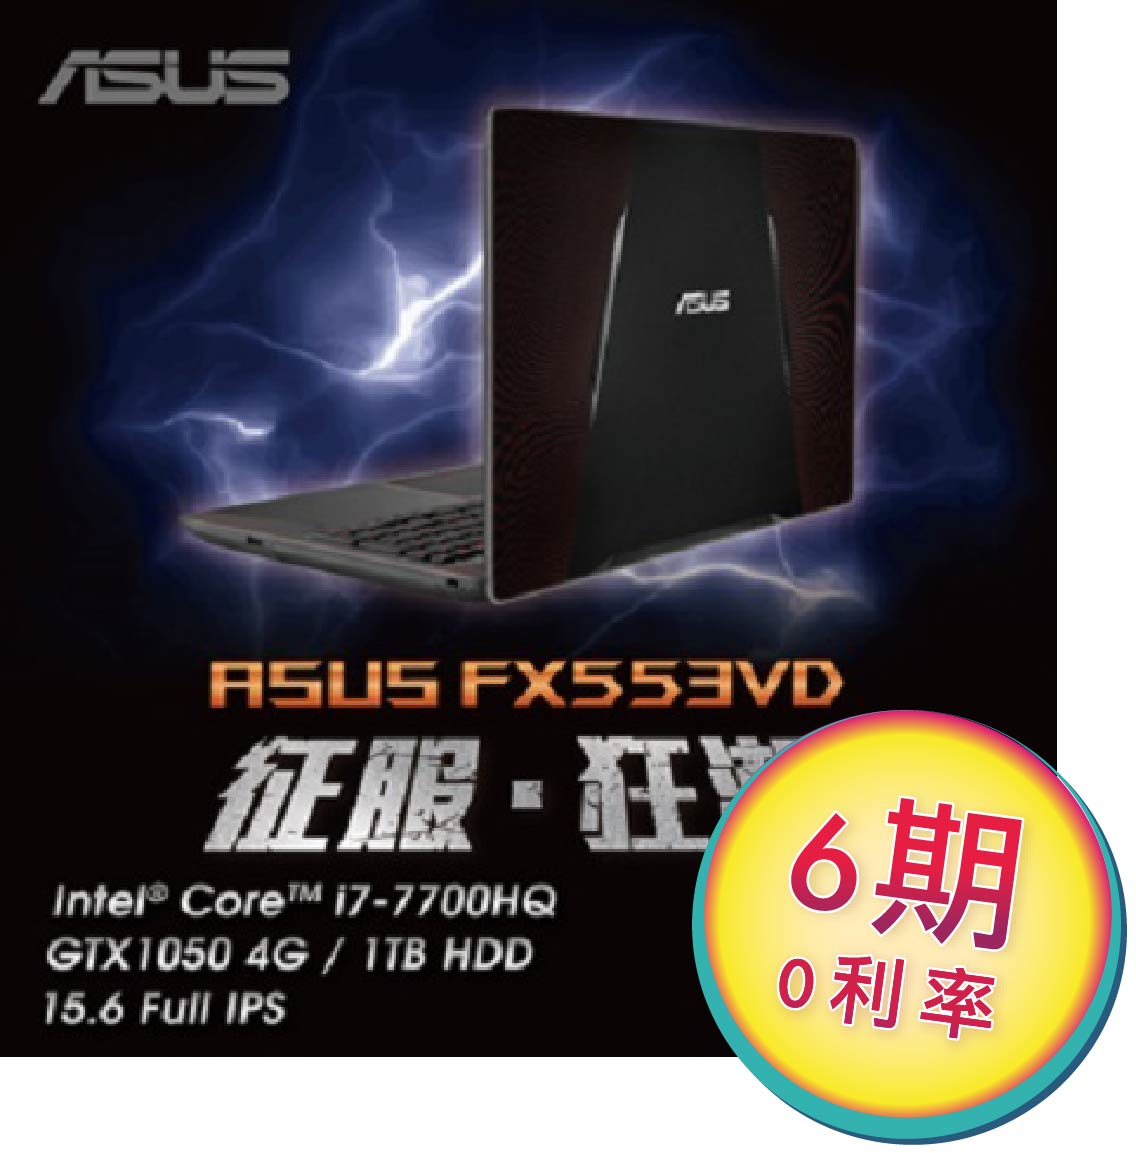 ASUS
ASUS
ASUS FX553VD
征服·狂
Intel® Core™ i7-7700HQ
GTX1050 4G / 1TB HDD
15.6 Full IPS
6期
0利率